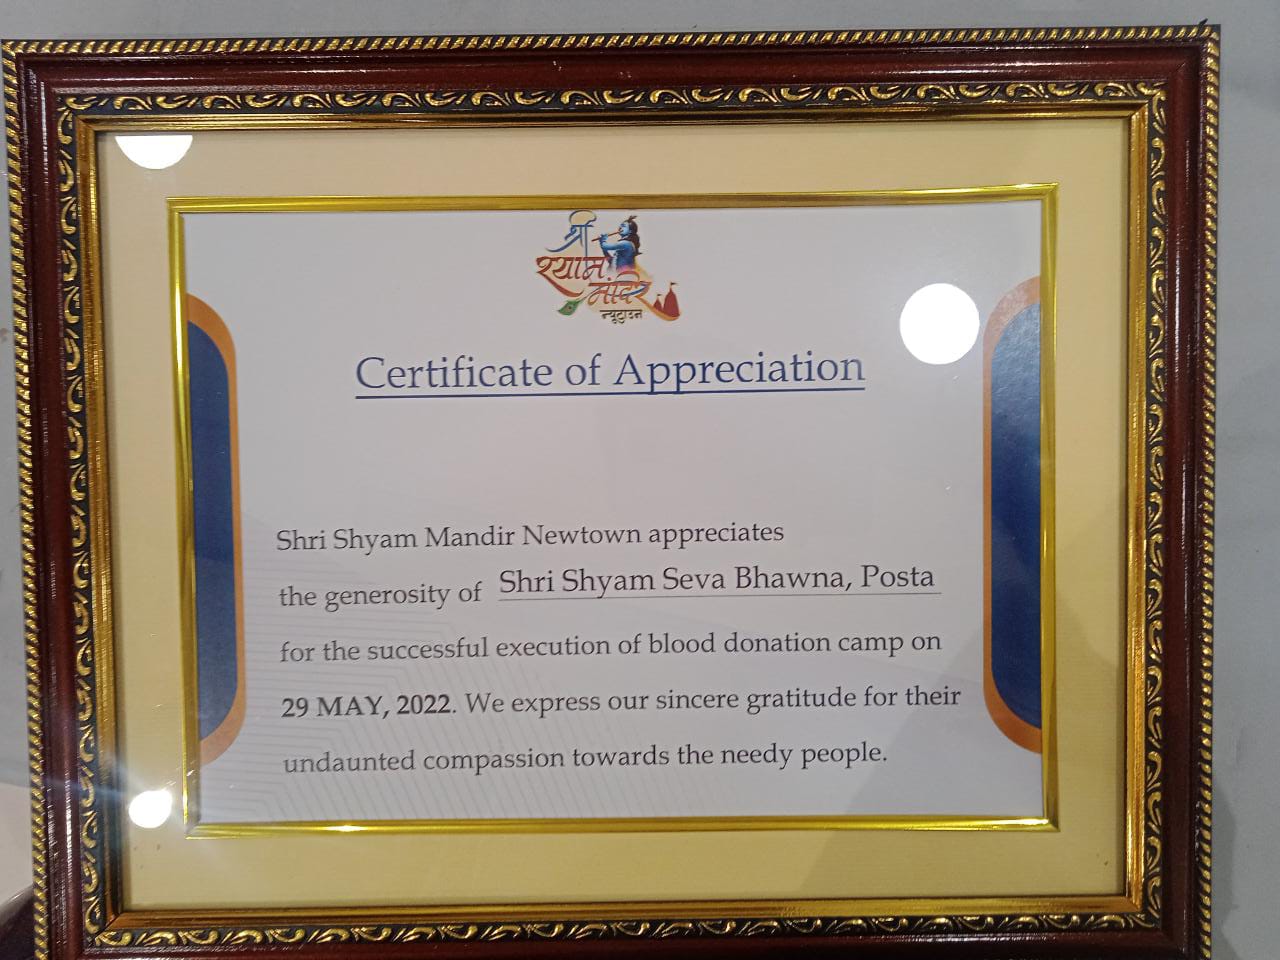 श्री
श्याम
मंदिर
न्यूटाउन
Certificate of Appreciation
Shri Shyam Mandir Newtown appreciates
the generosity of Shri Shyam Seva Bhawna, Posta
for the successful execution of blood donation camp on
29 MAY, 2022. We express our sincere gratitude for their
undaunted compassion towards the needy people.